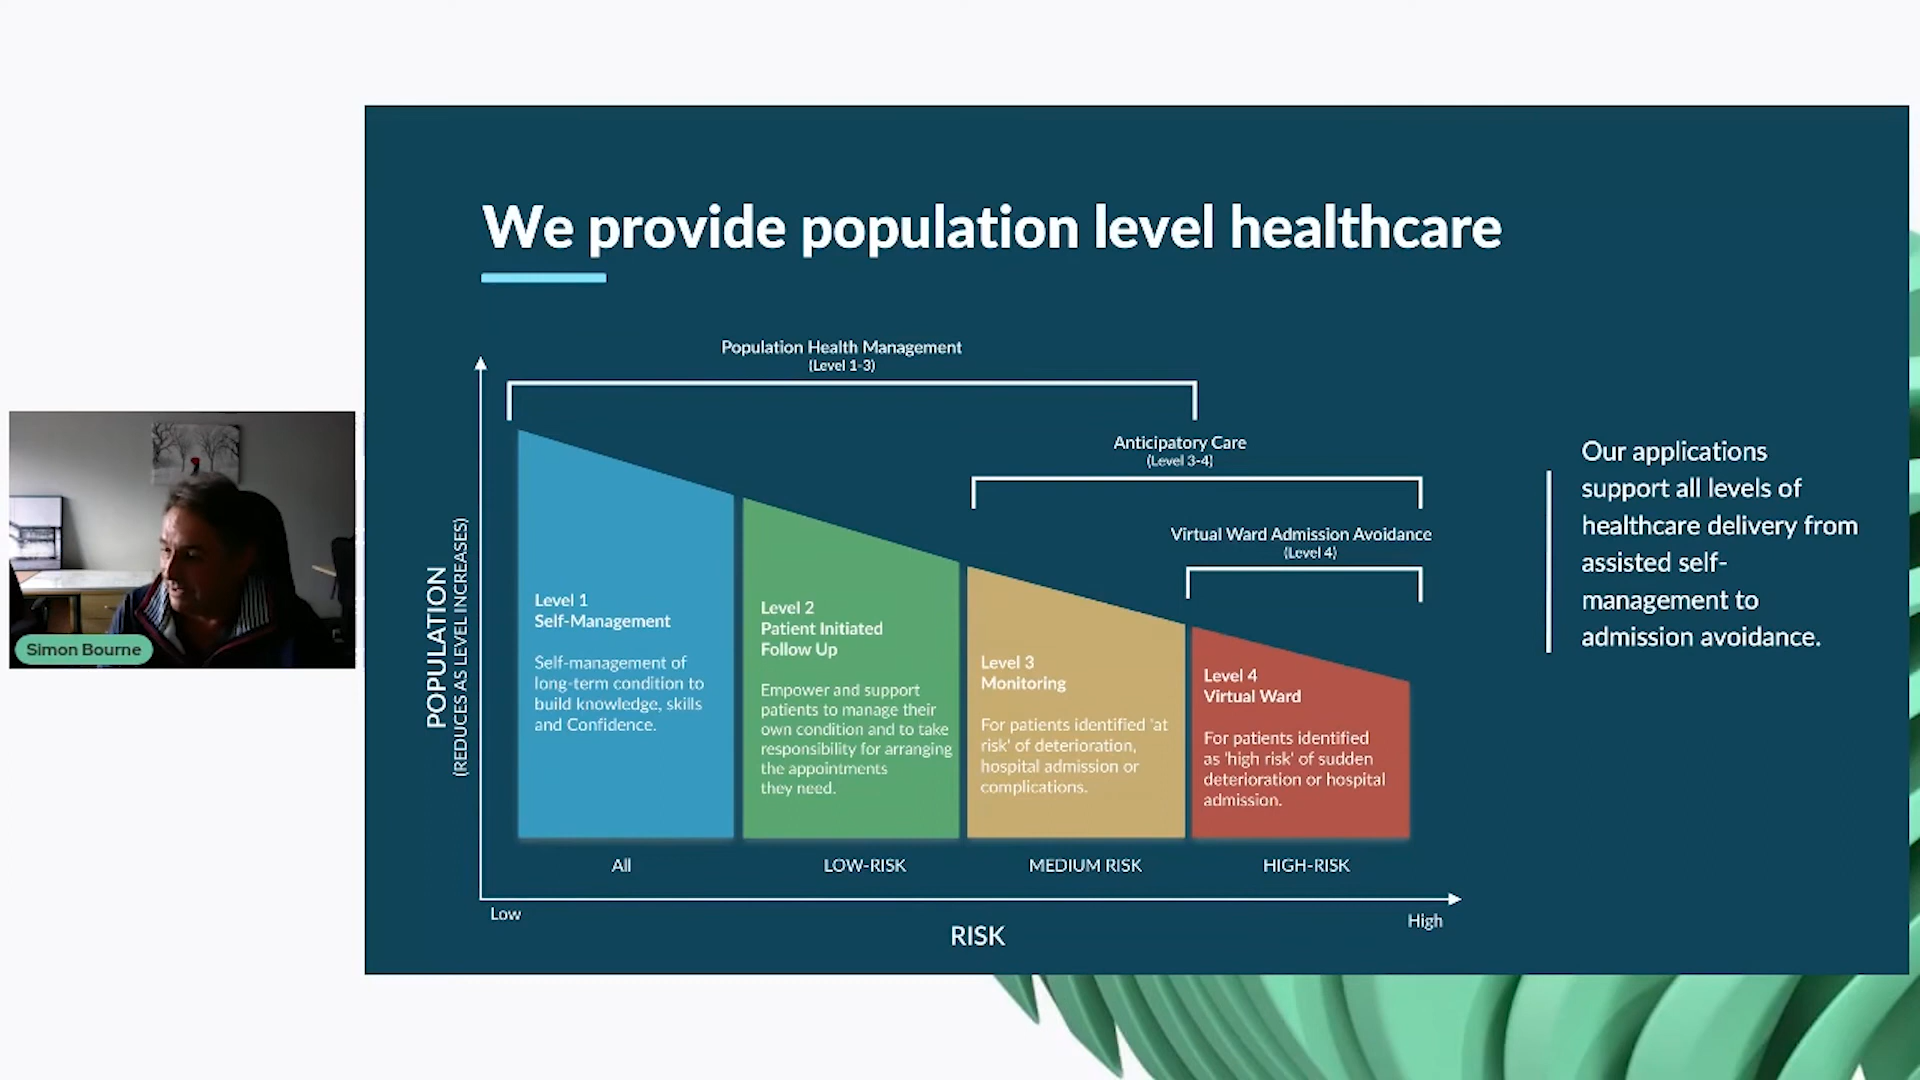 We provide population level healthcare
Population Health Management
(Level 1-3)
Anticipatory Care
(Level 3-4)
Virtual Ward Admission Avoidance
(Level 4)
POPULATION
(REDUCES AS LEVEL INCREASES)
Level 1
Self-Management
Self-management of
long-term condition to
build knowledge, skills
and Confidence.
Level 2
Patient Initiated
Follow Up
Empower and support
patients to manage their
own condition and to take
responsibility for arranging
the appointments
they need.
Level 3
Monitoring
For patients identified 'at
risk' of deterioration,
hospital admission or
complications.
Level 4
Virtual Ward
For patients identified
as 'high risk' of sudden
deterioration or hospital
admission.
All
LOW-RISK
MEDIUM RISK
HIGH-RISK
Low
High
RISK
Our applications
support all levels of
healthcare delivery from
assisted self-
management to
admission avoidance.
Simon Bourne